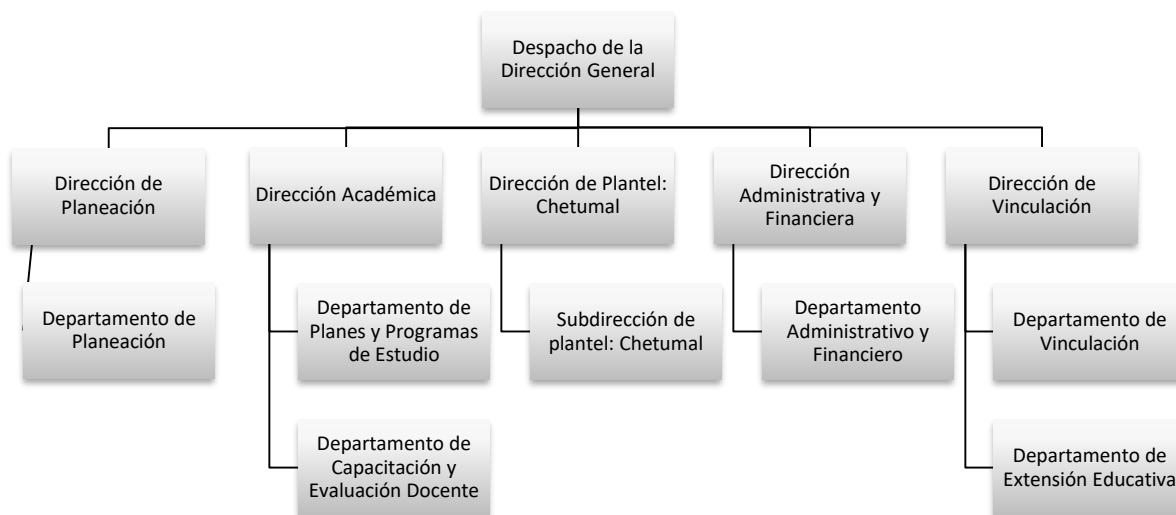 Despacho de la
Dirección General
Dirección de
Planeación
Dirección Académica
Dirección de Plantel:
Chetumal
Dirección
Administrativa y
Financiera
Dirección de
Vinculación
Departamento de
Planeación
Departamento de
Planes y Programas
de Estudio
Subdirección de
plantel: Chetumal
Departamento
Administrativo y
Financiero
Departamento de
Vinculación
Departamento de
Capacitación y
Evaluación Docente
Departamento de
Extensión Educativa